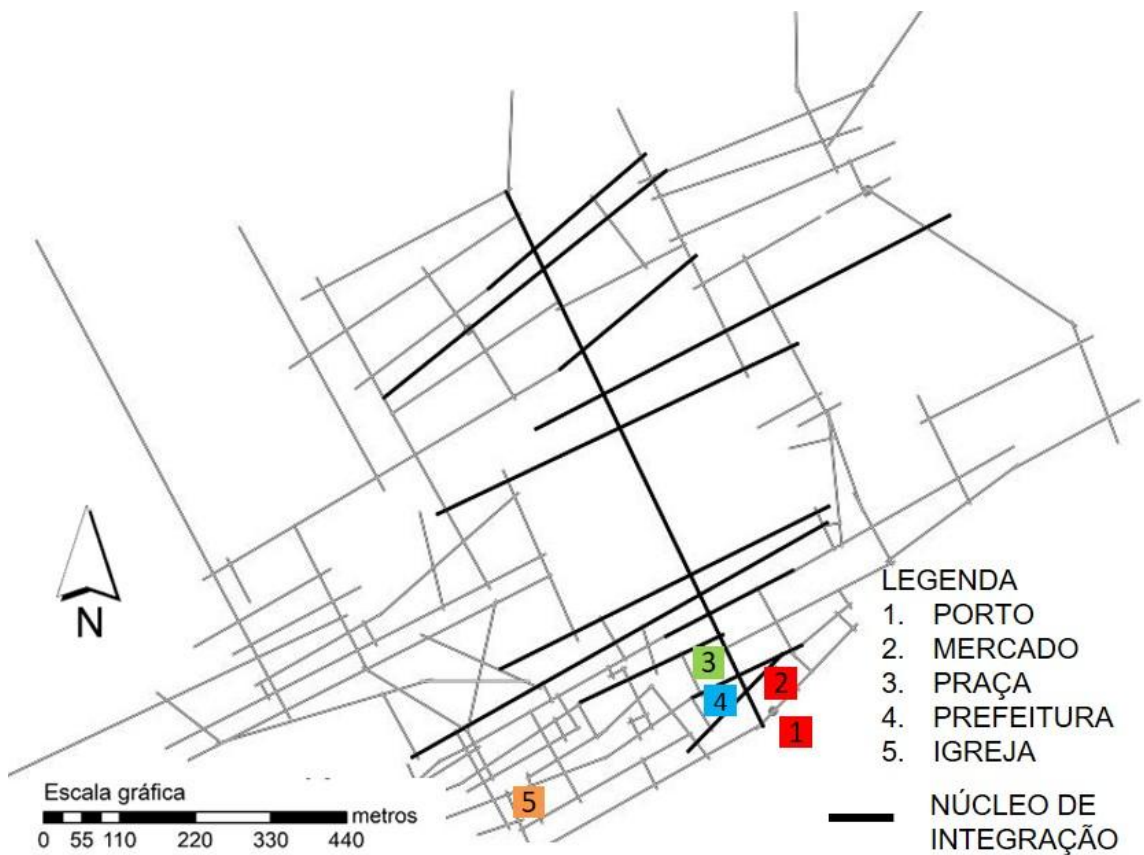 N
LEGENDA
1. PORTO
2. MERCADO
3. PRAÇA
4. PREFEITURA
5. IGREJA
NÚCLEO DE
INTEGRAÇÃO
3
4
2
1
5
Escala gráfica
metros
0 55 110 220 330 440